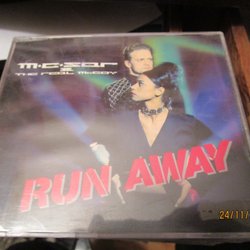 M.C. SAR
& THE REAL McCOY
RUN AWAY
24/11/